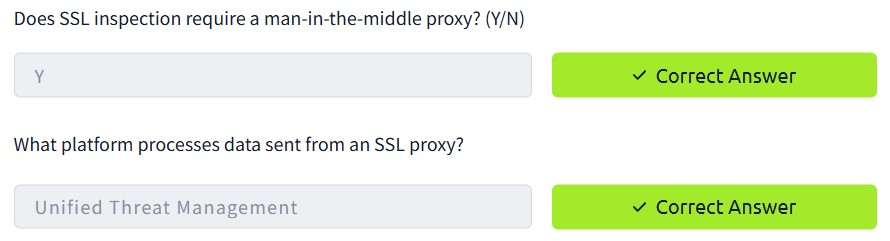 Does SSL inspection require a man-in-the-middle proxy? (Y/N)
Y
✓ Correct Answer
What platform processes data sent from an SSL proxy?
Unified Threat Management
✓ Correct Answer